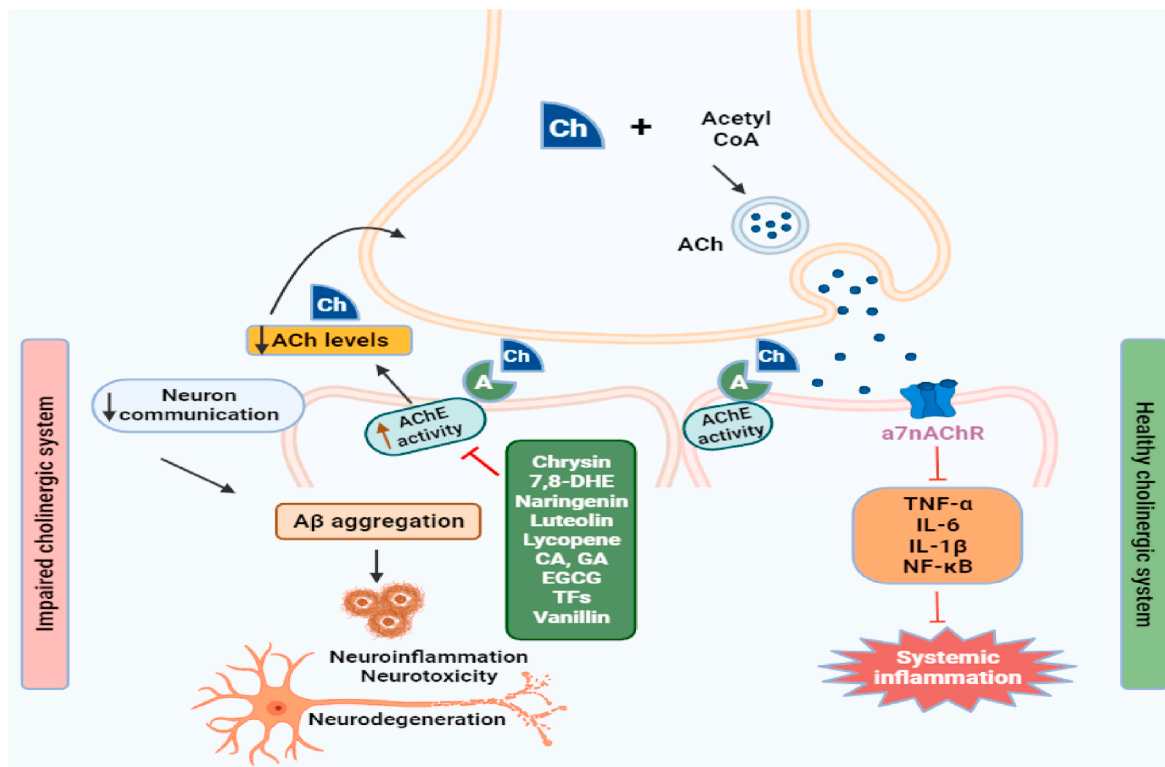 Ch
+
Acetyl
CoA
ACh
Ch
ACh levels
Neuron
communication
Ch
A
AChE
activity
Ch
A
AChE
activity
a7nAChR
Chrysin
7,8-DHE
Naringenin
Luteolin
Lycopene
CA, GA
EGCG
TFs
Vanillin
Aβ aggregation
Neuroinflammation
Neurotoxicity
Neurodegeneration
TNF-α
IL-6
IL-1β
NF-κB
Systemic
inflammation
Impaired cholinergic system
Healthy cholinergic system